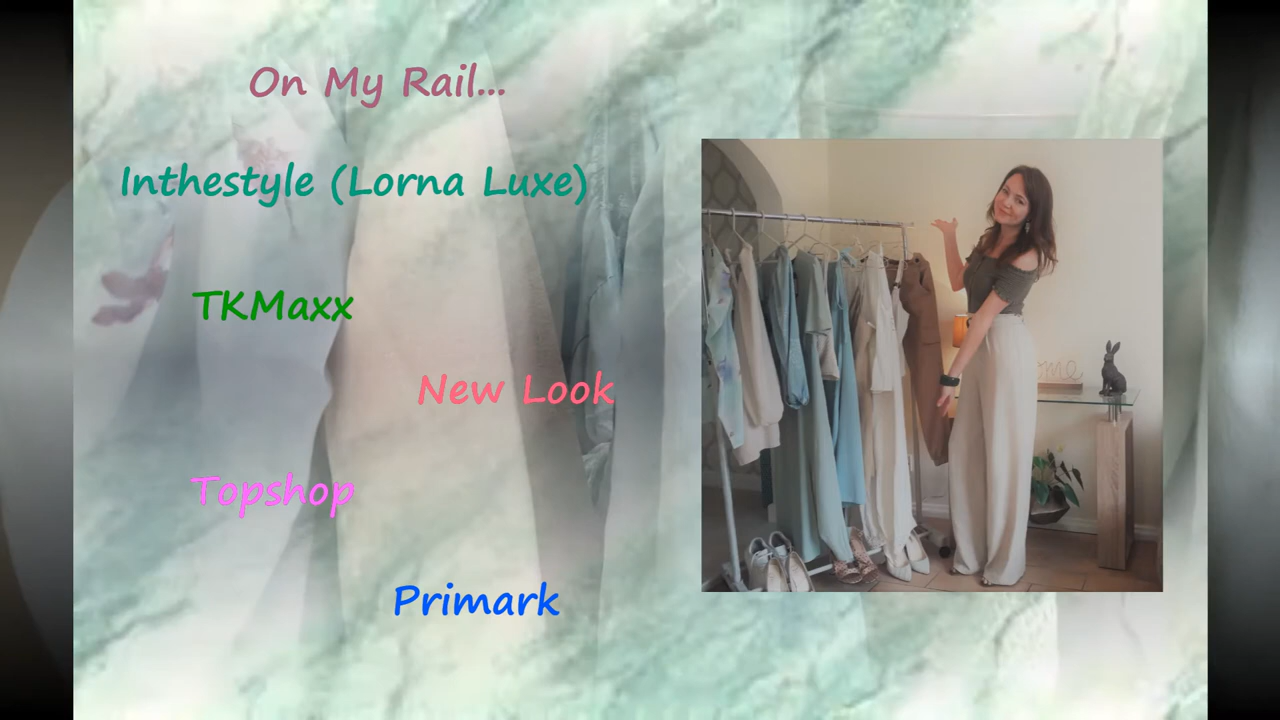 On My Rail...
Inthestyle (Lorna Luxe)
TKMaxx
New Look
Topshop
Primark